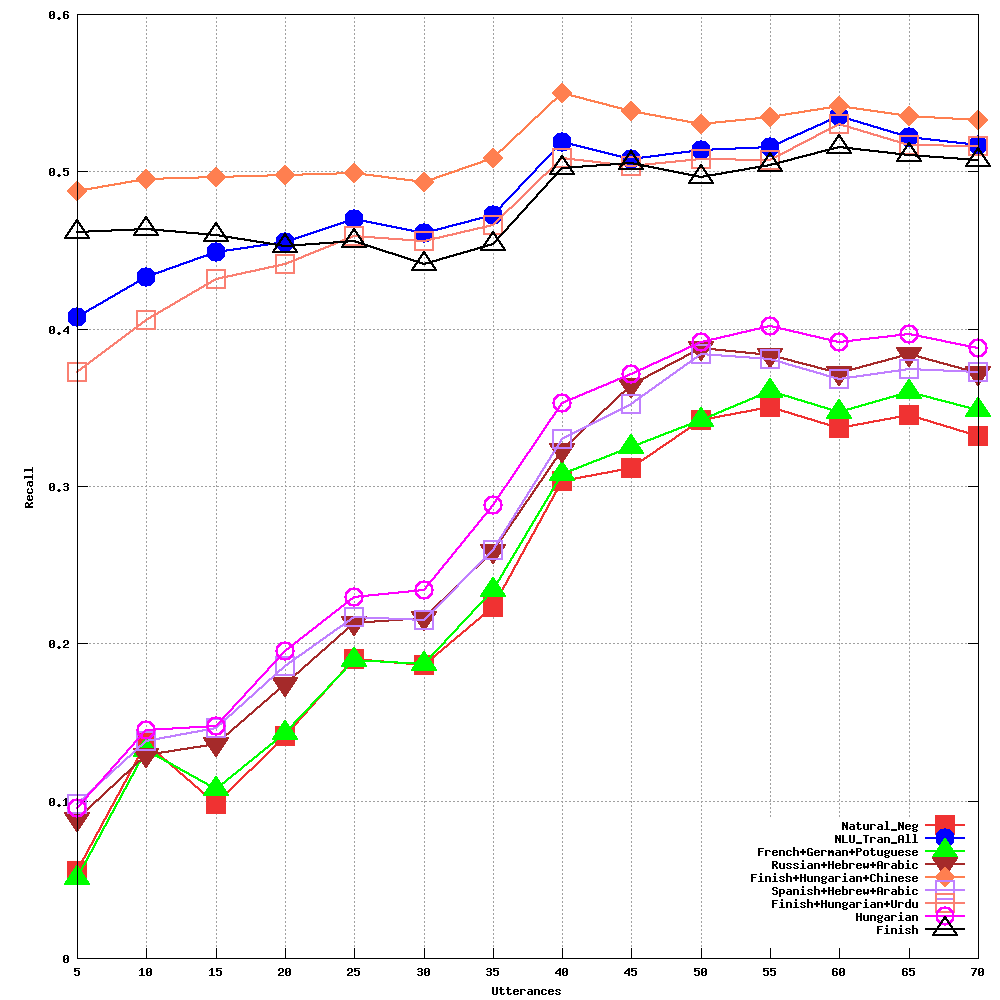 0.6
0.5
0.4
0.3
0.2
0.1
0
Recall
5 10 15 20 25 30 35 40 45 50 55 60 65 70
Utterances
Natural_Neg
NLU_Tran_All
French+German+Potuguese
Russian+Hebrew+Arabic
Finish+Hungarian+Chinese
Spanish+Hebrew+Arabic
Finish+Hungarian+Urdu
Hungarian
Finish